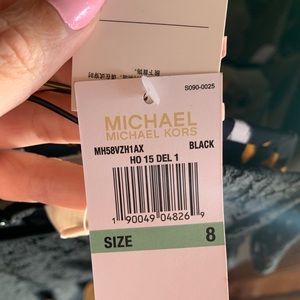 S090-0025
MICHAEL
MICHAEL KORS
MH58VZH1AX BLACK
HO 15 DEL 1
1 90049 04826 9
SIZE 8